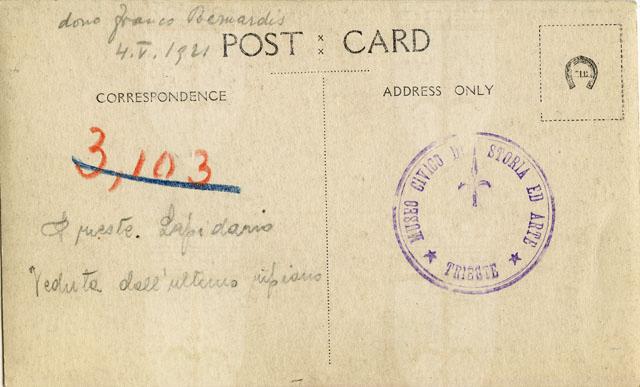 dono Franco Bernardis
4.V.1921
POST CARD
CORRESPONDENCE
ADDRESS ONLY
3,103
MUSEO CIVICO DI STORIA ED ARTE
★ TRIESTE ★
Trieste. Lapidario
Veduta dall'ultimo ripiano